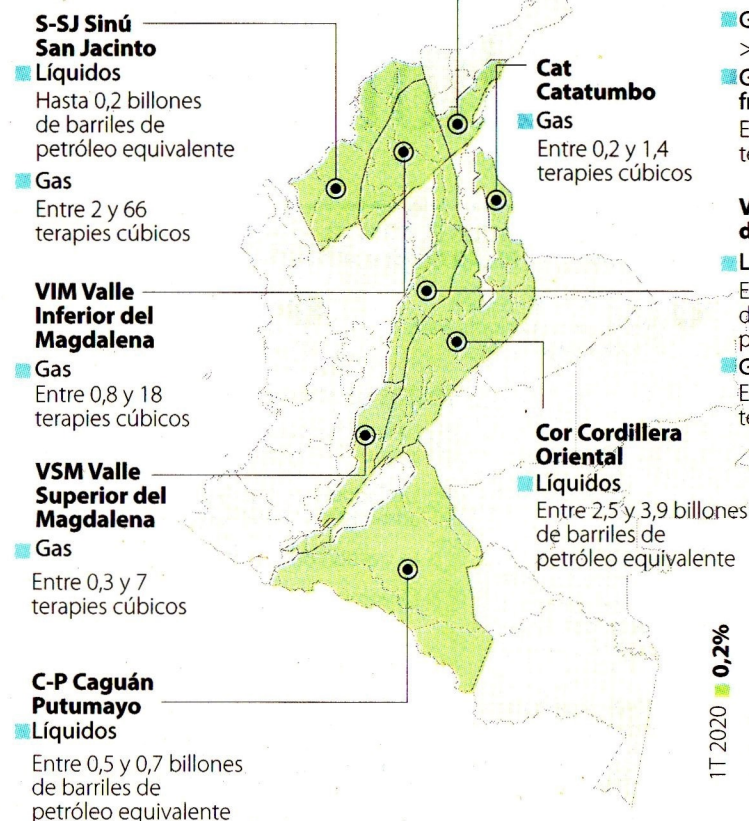 S-SJ Sinú
San Jacinto
Líquidos
Hasta 0,2 billones
de barriles de
petróleo equivalente
Gas
Entre 2 y 66
terapies cúbicos
VIM Valle
Inferior del
Magdalena
Gas
Entre 0,8 y 18
terapies cúbicos
VSM Valle
Superior del
Magdalena
Gas
Entre 0,3 y 7
terapies cúbicos
C-P Caguán
Putumayo
Líquidos
Entre 0,5 y 0,7 billones
de barriles de
petróleo equivalente
Cat
Catatumbo
Gas
Entre 0,2 y 1,4
terapies cúbicos
Cor Cordillera
Oriental
Líquidos
Entre 2,5 y 3,9 billones
de barriles de
petróleo equivalente
1T 2020 0,2%